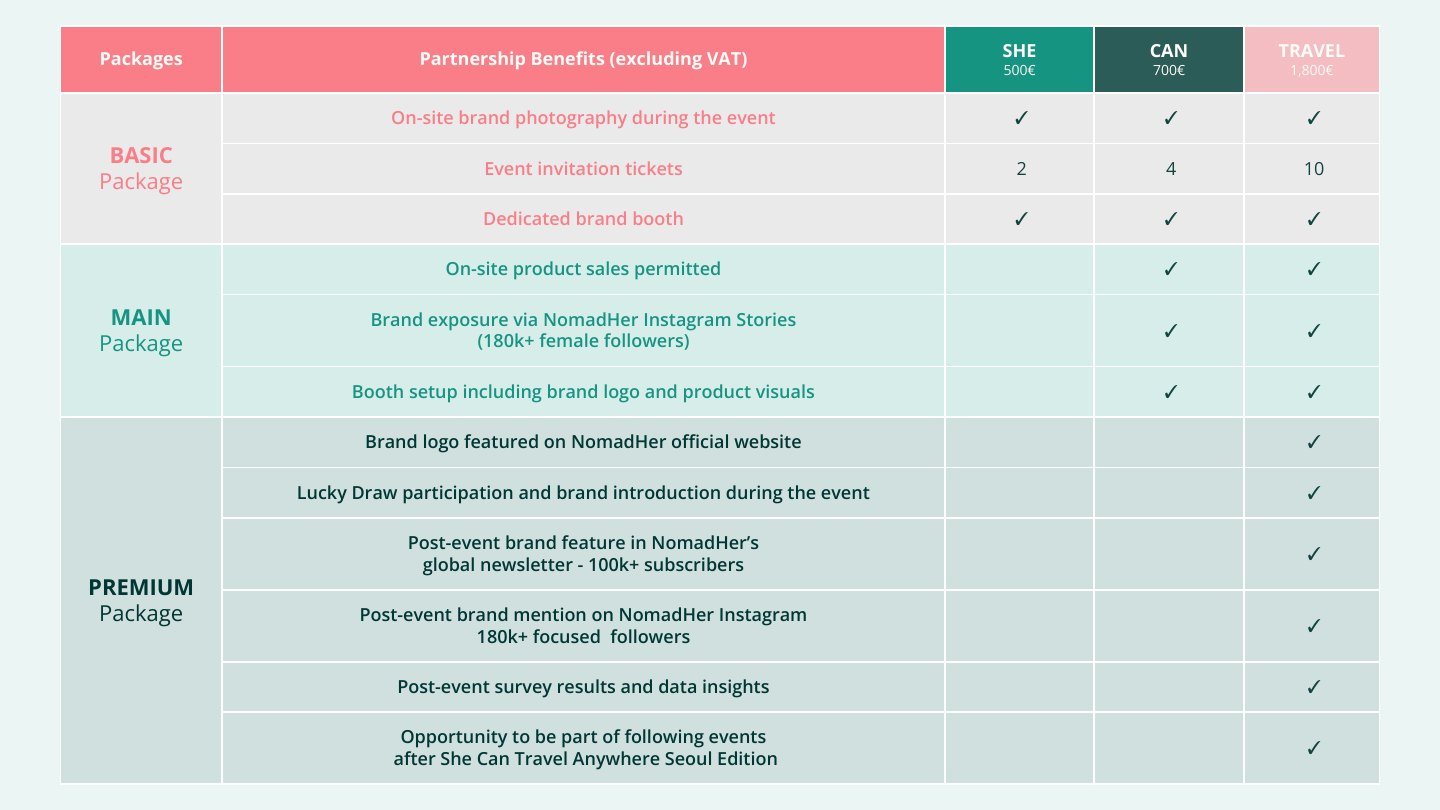 Packages
Partnership Benefits (excluding VAT)
SHE
500€
CAN
700€
TRAVEL
1,800€
BASIC
Package
On-site brand photography during the event
✓ ✓ ✓
Event invitation tickets
2 4 10
Dedicated brand booth
✓ ✓ ✓
MAIN
Package
On-site product sales permitted
✓ ✓
Brand exposure via NomadHer Instagram Stories
(180k+ female followers)
✓ ✓
Booth setup including brand logo and product visuals
✓ ✓
PREMIUM
Package
Brand logo featured on NomadHer official website
✓
Lucky Draw participation and brand introduction during the event
✓
Post-event brand feature in NomadHer’s
global newsletter - 100k+ subscribers
✓
Post-event brand mention on NomadHer Instagram
180k+ focused  followers
✓
Post-event survey results and data insights
✓
Opportunity to be part of following events
after She Can Travel Anywhere Seoul Edition
✓